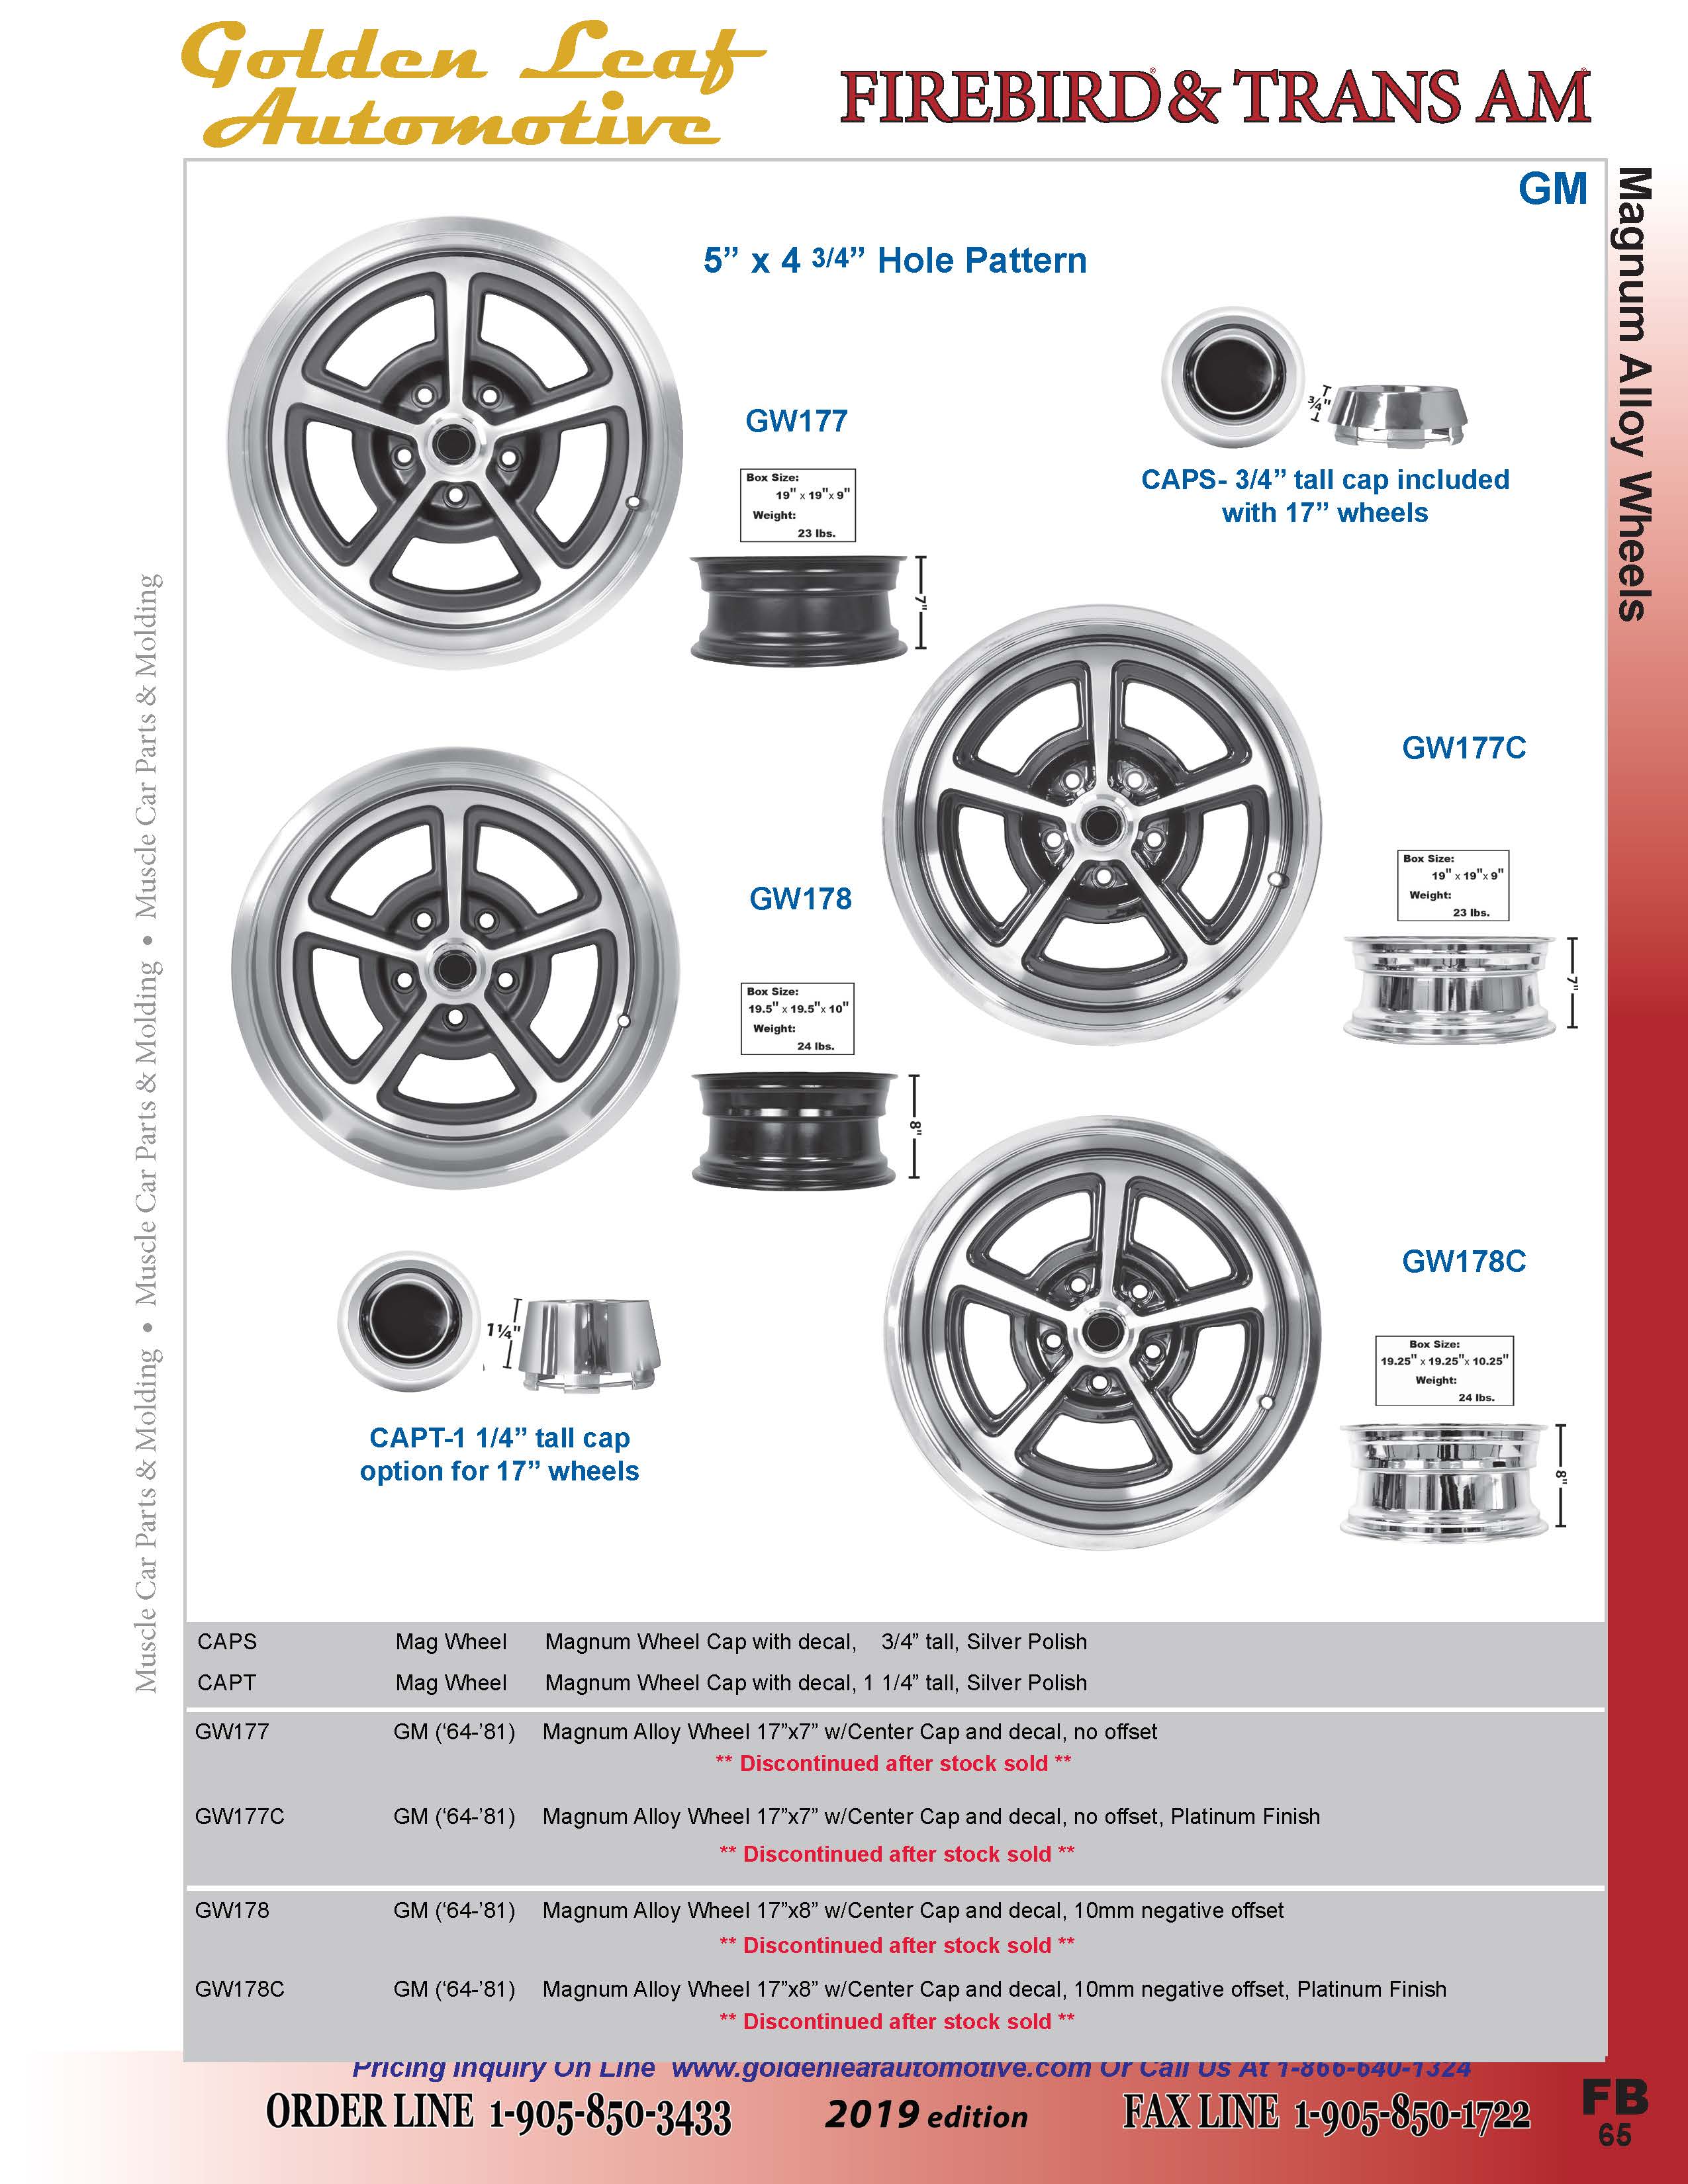 Golden Leaf
Automotive
FIREBIRD® & TRANS AM®
GM
Magnum Alloy Wheels
5” x 4 3/4” Hole Pattern
GW177
Box Size:
19" x 19"x 9"
Weight:
23 lbs.
7"
3/4"
CAPS- 3/4” tall cap included
with 17” wheels
GW177C
Box Size:
19" x 19"x 9"
Weight:
23 lbs.
7"
GW178
Box Size:
19.5" x 19.5"x 10"
Weight:
24 lbs.
8"
GW178C
Box Size:
19.25" x 19.25"x 10.25"
Weight:
24 lbs.
8"
1¼"
CAPT-1 1/4” tall cap
option for 17” wheels
Muscle Car Parts & Molding • Muscle Car Parts & Molding • Muscle Car Parts & Molding
CAPS Mag Wheel Magnum Wheel Cap with decal, 3/4” tall, Silver Polish
CAPT Mag Wheel Magnum Wheel Cap with decal, 1 1/4” tall, Silver Polish
GW177 GM (‘64-’81) Magnum Alloy Wheel 17”x7” w/Center Cap and decal, no offset
** Discontinued after stock sold **
GW177C GM (‘64-’81) Magnum Alloy Wheel 17”x7” w/Center Cap and decal, no offset, Platinum Finish
** Discontinued after stock sold **
GW178 GM (‘64-’81) Magnum Alloy Wheel 17”x8” w/Center Cap and decal, 10mm negative offset
** Discontinued after stock sold **
GW178C GM (‘64-’81) Magnum Alloy Wheel 17”x8” w/Center Cap and decal, 10mm negative offset, Platinum Finish
** Discontinued after stock sold **
Pricing Inquiry On Line www.goldenleafautomotive.com Or Call Us At 1-866-640-1324
ORDER LINE 1-905-850-3433 2019 edition FAX LINE 1-905-850-1722
FB
65